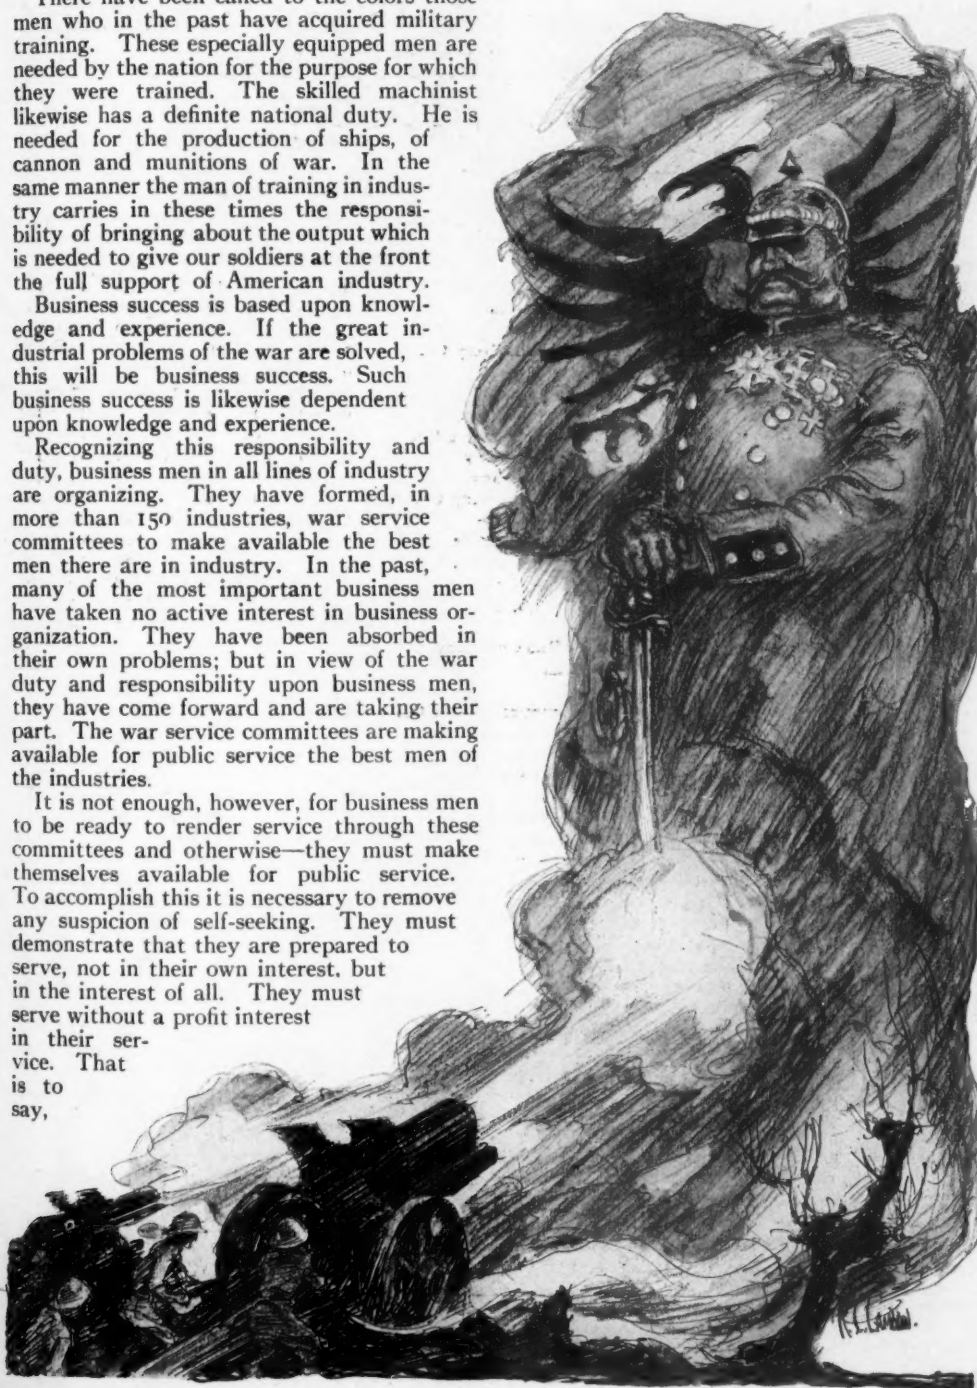 There have been called to the colors those
men who in the past have acquired military
training. These especially equipped men are
needed by the nation for the purpose for which
they were trained. The skilled machinist
likewise has a definite national duty. He is
needed for the production of ships, of
cannon and munitions of war. In the
same manner the man of training in indus-
try carries in these times the responsi-
bility of bringing about the output which
is needed to give our soldiers at the front
the full support of American industry.
Business success is based upon knowl-
edge and experience. If the great in-
dustrial problems of the war are solved,
this will be business success. Such
business success is likewise dependent
upon knowledge and experience.
Recognizing this responsibility and
duty, business men in all lines of industry
are organizing. They have formed, in
more than 150 industries, war service
committees to make available the best
men there are in industry. In the past,
many of the most important business men
have taken no active interest in business or-
ganization. They have been absorbed in
their own problems; but in view of the war
duty and responsibility upon business men,
they have come forward and are taking their
part. The war service committees are making
available for public service the best men of
the industries.
It is not enough, however, for business men
to be ready to render service through these
committees and otherwise—they must make
themselves available for public service.
To accomplish this it is necessary to remove
any suspicion of self-seeking. They must
demonstrate that they are prepared to
serve, not in their own interest, but
in the interest of all. They must
serve without a profit interest
in their ser-
vice. That
is to
say,